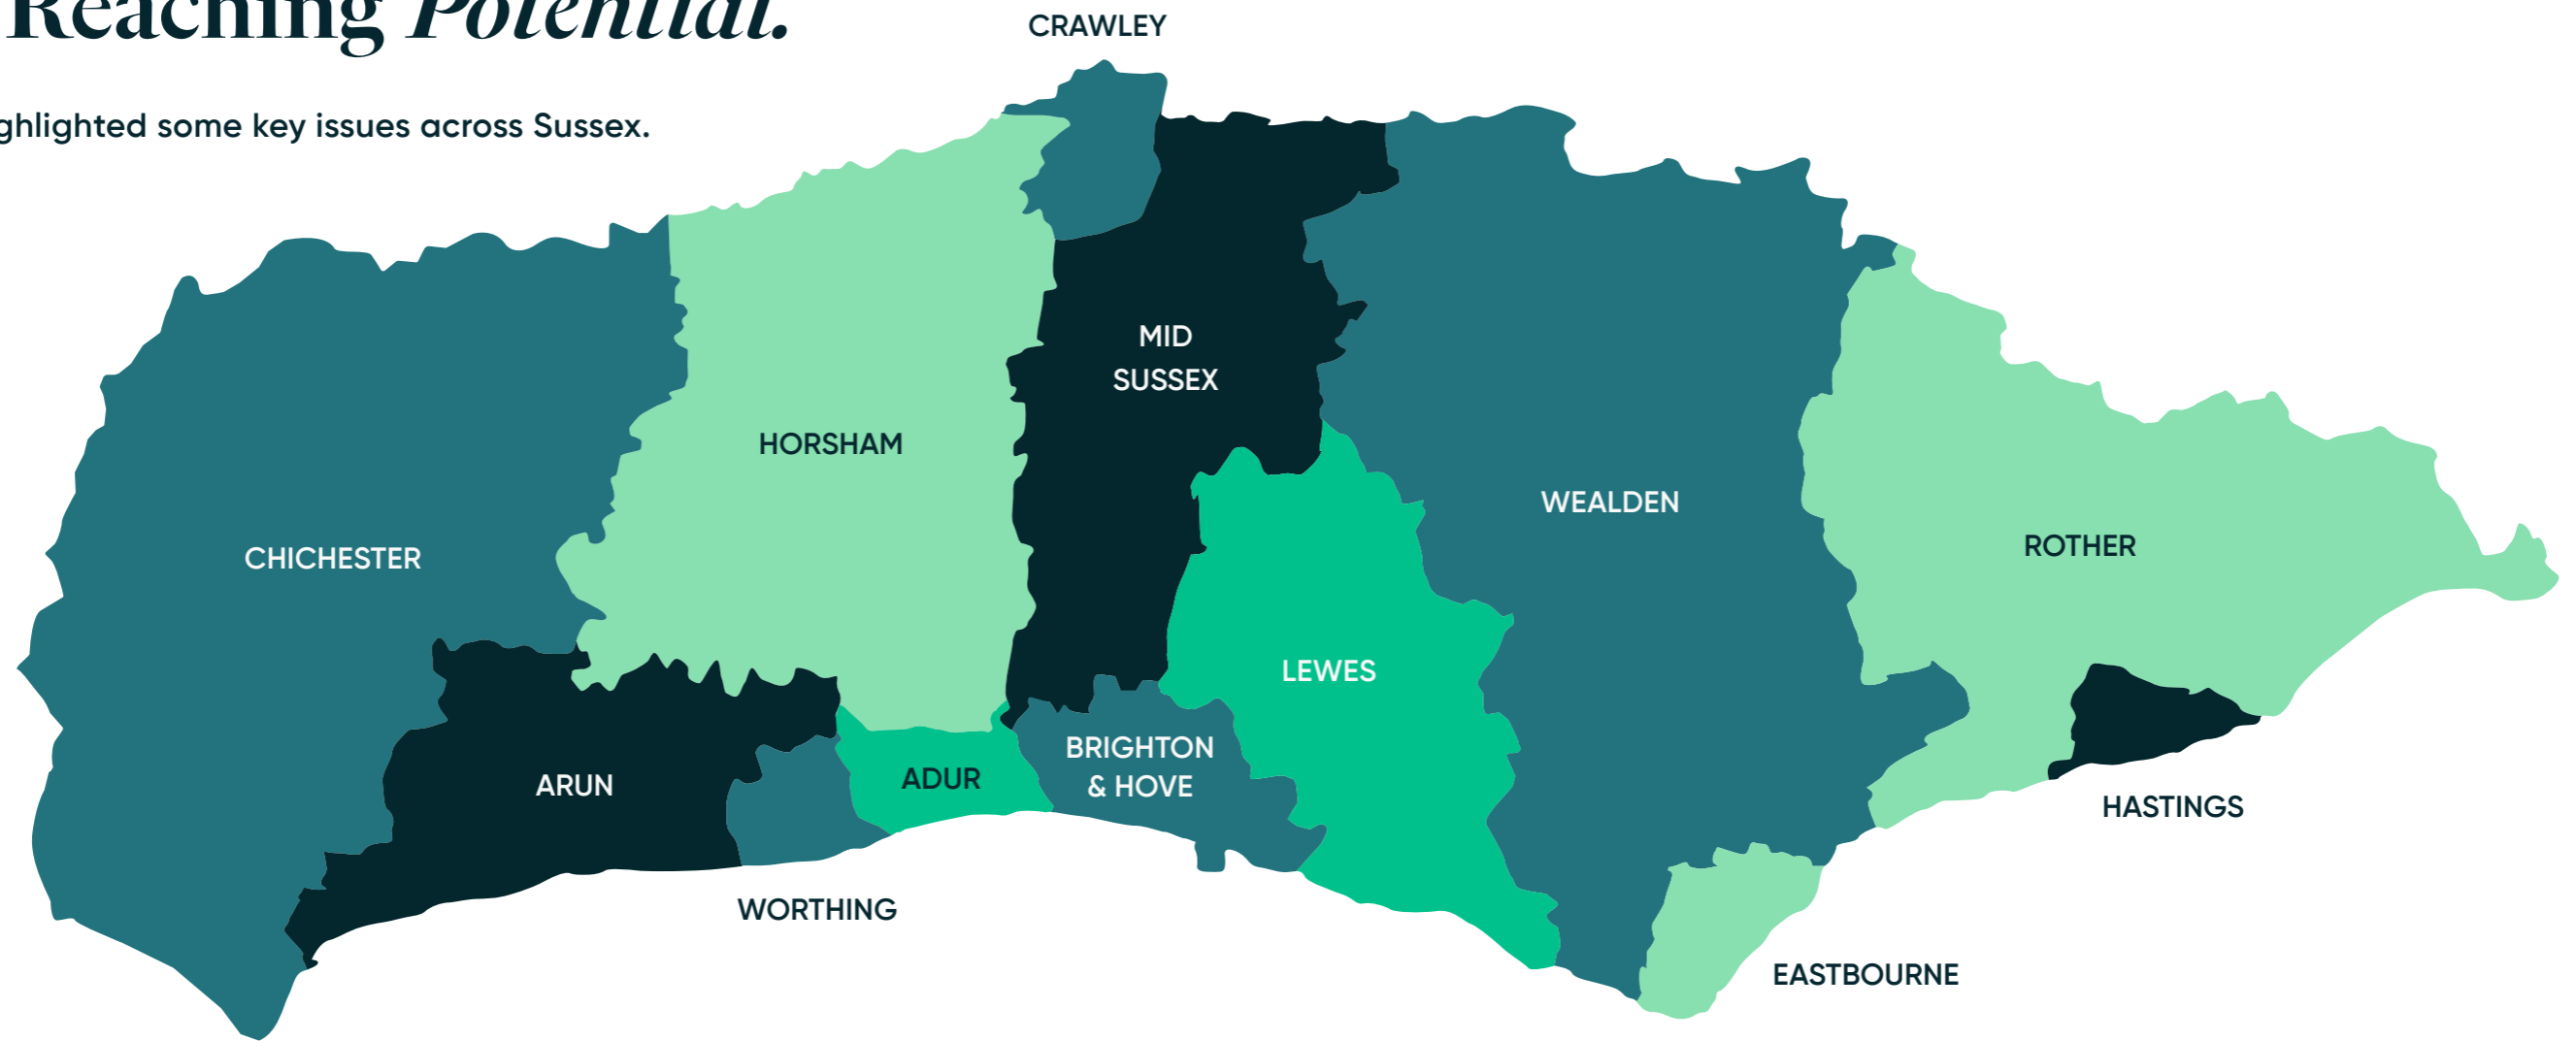 Reaching Potential.
ghlighted some key issues across Sussex.
CRAWLEY
MID
SUSSEX
HORSHAM
WEALDEN
CHICHESTER
ROTHER
LEWES
BRIGHTON
& HOVE
ADUR
ARUN
HASTINGS
WORTHING
EASTBOURNE